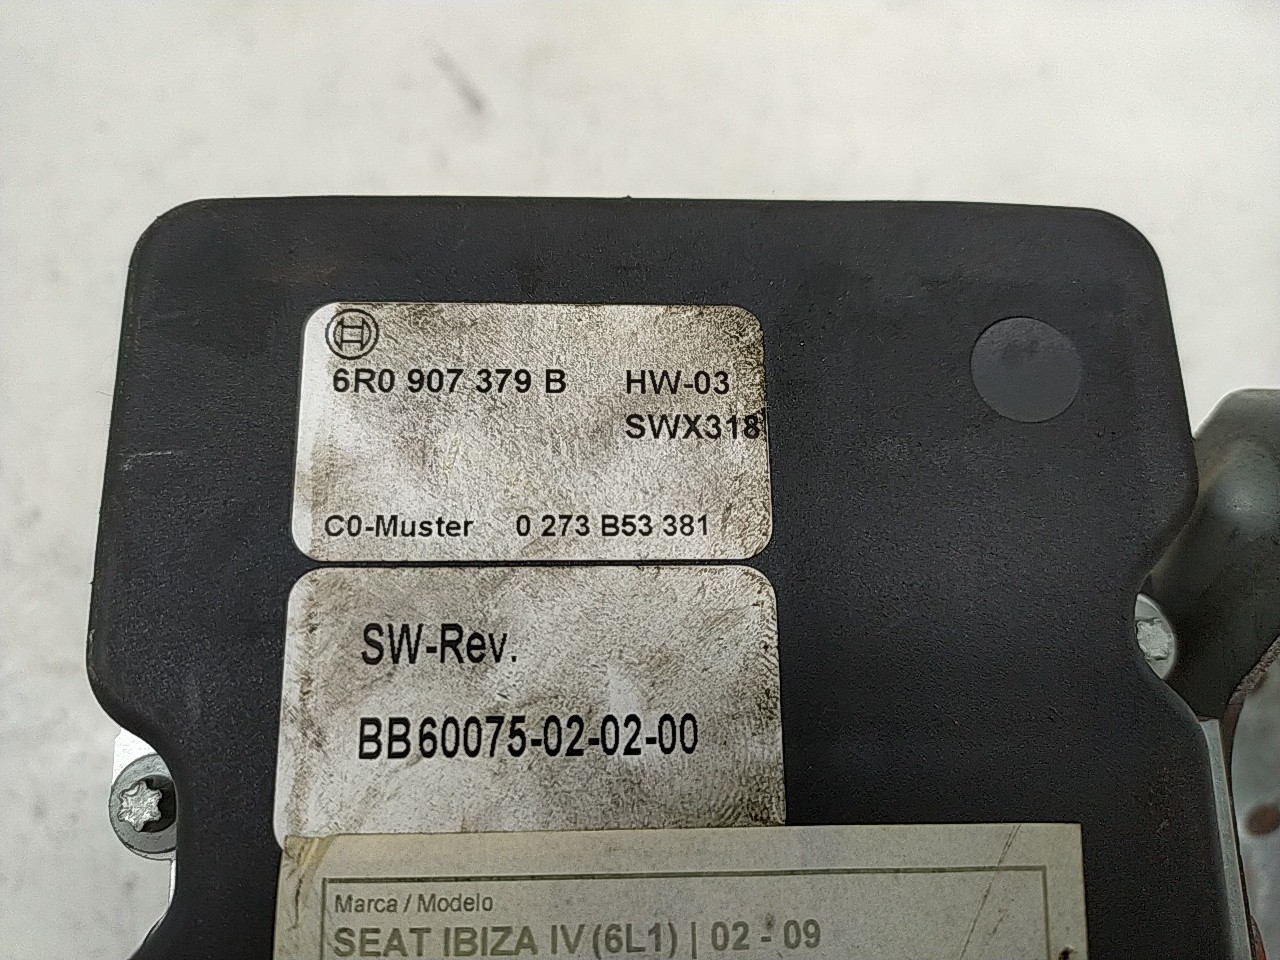 6R0 907 379 B HW-03
SWX318
C0-Muster 0 273 B53 381
SW-Rev.
BB60075-02-02-00
Marca / Modelo
SEAT IBIZA IV (6L1) | 02 - 09